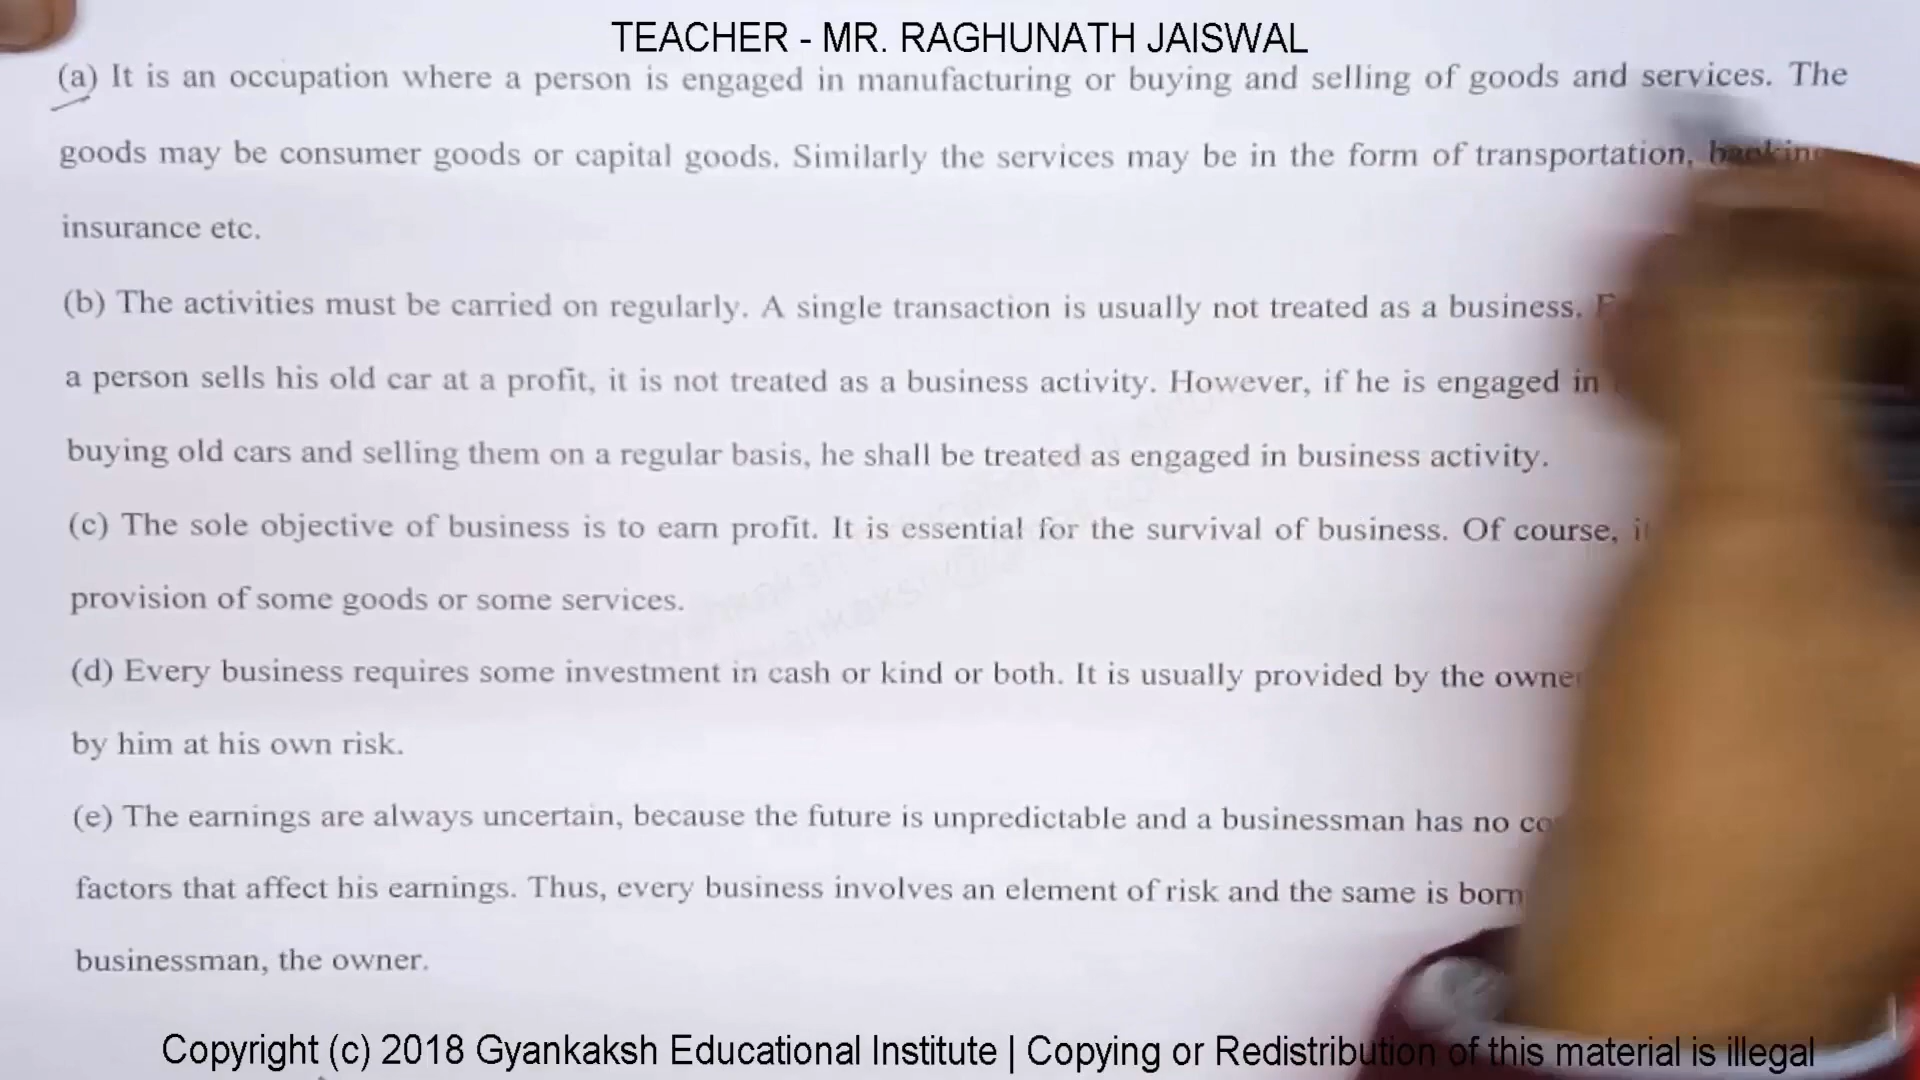 TEACHER - MR. RAGHUNATH JAISWAL
(a) It is an occupation where a person is engaged in manufacturing or buying and selling of goods and services. The
goods may be consumer goods or capital goods. Similarly the services may be in the form of transportation, banking
insurance etc.
(b) The activities must be carried on regularly. A single transaction is usually not treated as a business.
a person sells his old car at a profit, it is not treated as a business activity. However, if he is engaged in
buying old cars and selling them on a regular basis, he shall be treated as engaged in business activity.
(c) The sole objective of business is to earn profit. It is essential for the survival of business. Of course,
provision of some goods or some services.
(d) Every business requires some investment in cash or kind or both. It is usually provided by the
by him at his own risk.
(e) The earnings are always uncertain, because the future is unpredictable and a businessman has no
factors that affect his earnings. Thus, every business involves an element of risk and the same is
businessman, the owner.
Copyright (c) 2018 Gyankaksh Educational Institute | Copying or Redistribution of this material is illegal